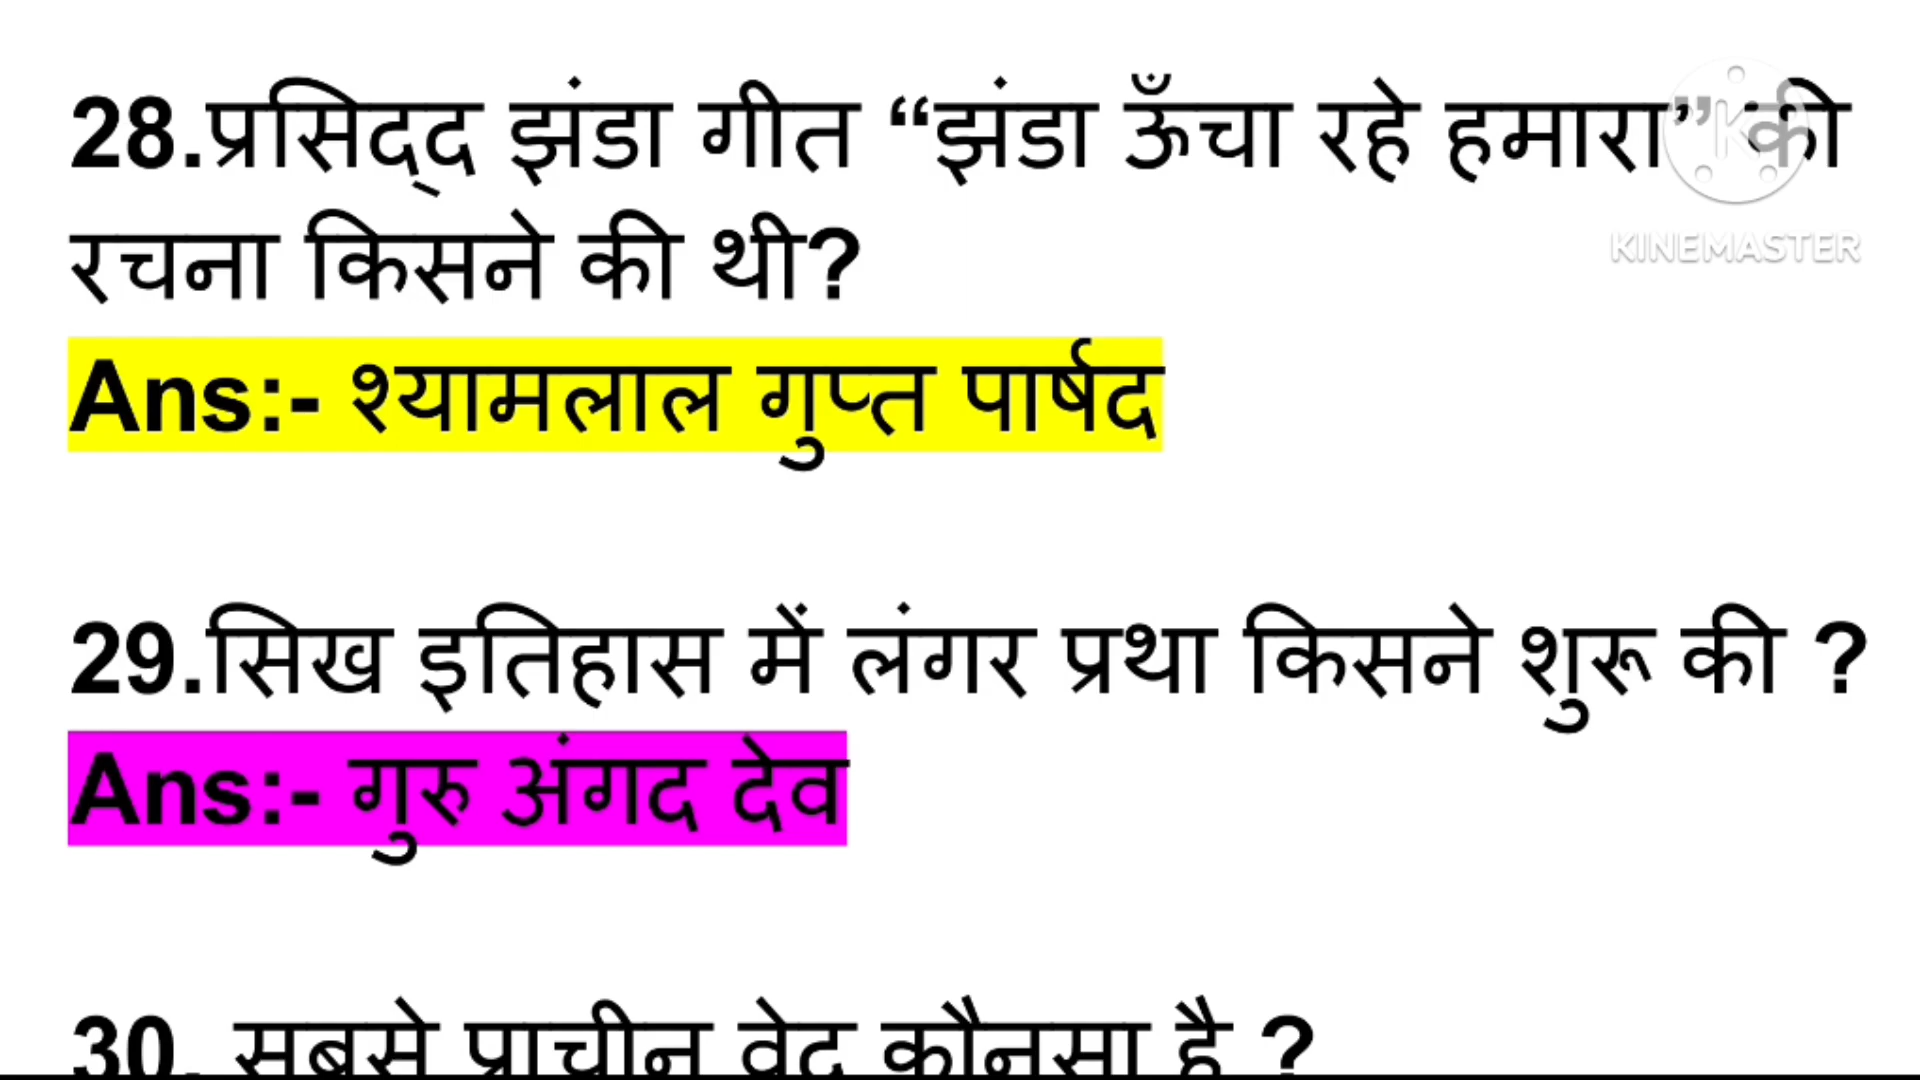 28.प्रसिद्द झंडा गीत “झंडा ऊँचा रहे हमारा” की
रचना किसने की थी?
Ans:- श्यामलाल गुप्त पार्षद
KINEMASTER
29.सिख इतिहास में लंगर प्रथा किसने शुरू की ?
Ans:- गुरु अंगद देव
30. सबसे प्राचीन वेद कौनसा है ?